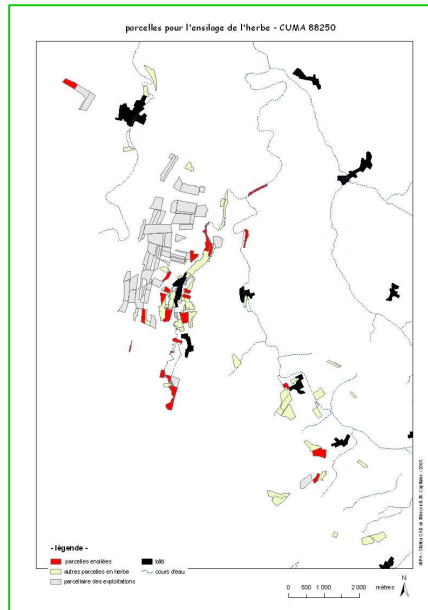 parcelles pour l'ensilage de l'herbe - CUMA 88250
- légende -
parcelles ensilées
autres parcelles en herbe
parcellaire des exploitations
bâti
cours d'eau
0 500 1 000 2 000 mètres
N